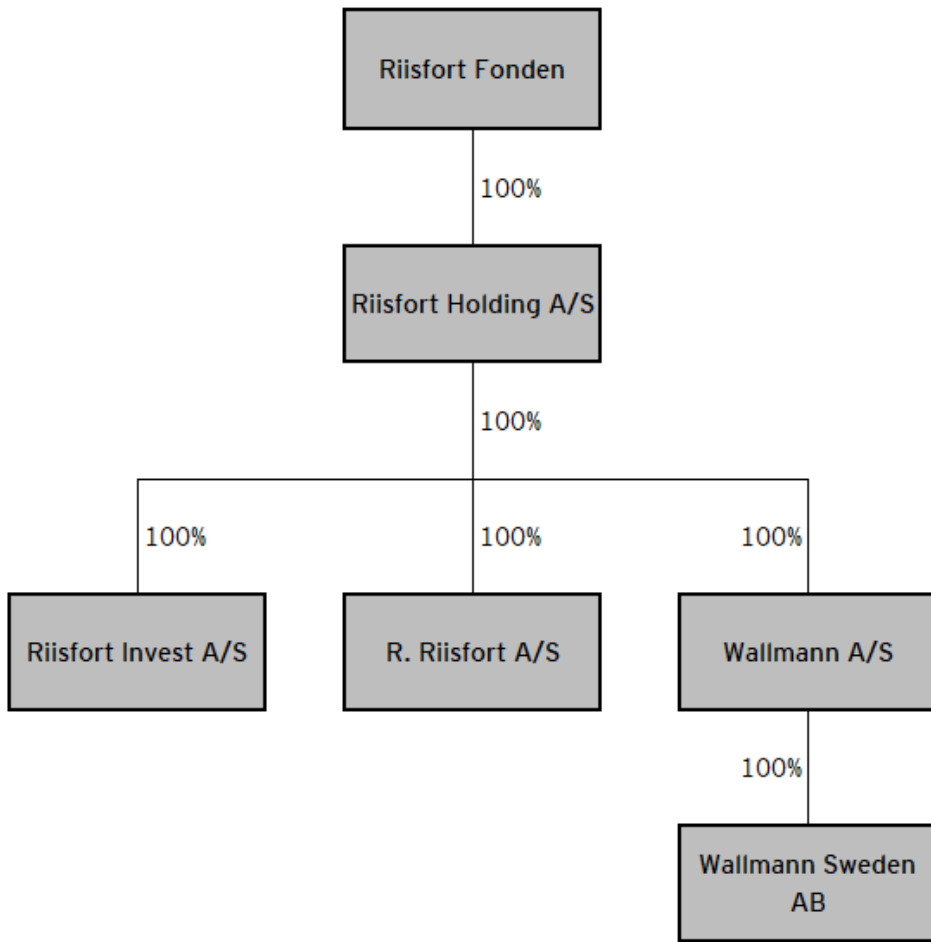 Riisfort Fonden
100%
Riisfort Holding A/S
100%
100%
100%
100%
Riisfort Invest A/S
R. Riisfort A/S
Wallmann A/S
100%
Wallmann Sweden
AB